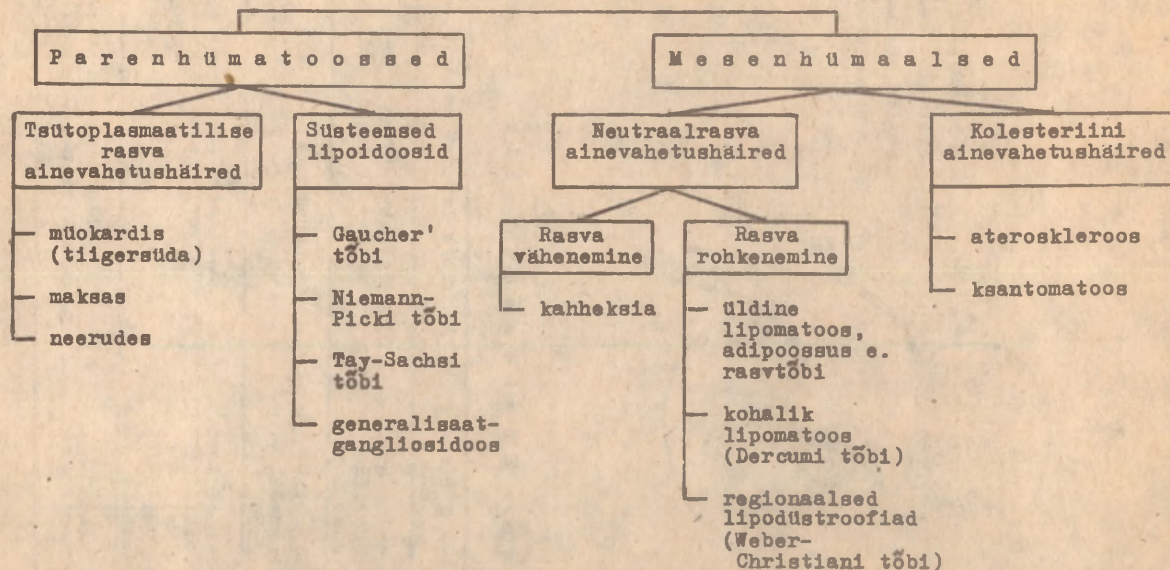 Parenhümatoossed
Mesenhümaalsed
Tsütoplasmaatilise
rasva
ainevahetushäired
müokardis
(tiigersüda)
maksas
neerudes
Süsteemsed
lipoidoosid
Gaucher'
tõbi
Niemann-
Picki tõbi
Tay-Sachsi
tõbi
generalisaat-
gangliosidoos
Neutraalrasva
ainevahetushäired
Rasva
vähenemine
kahheksia
Rasva
rohkenemine
üldine
lipomatoos,
adipoossus e.
rasvtõbi
kohalik
lipomatoos
(Dercumi tõbi)
regionaalsed
lipodüstroofiad
(Weber-
Christiani tõbi)
Kolesteriini
ainevahetushäired
ateroskleroos
ksantomatoos